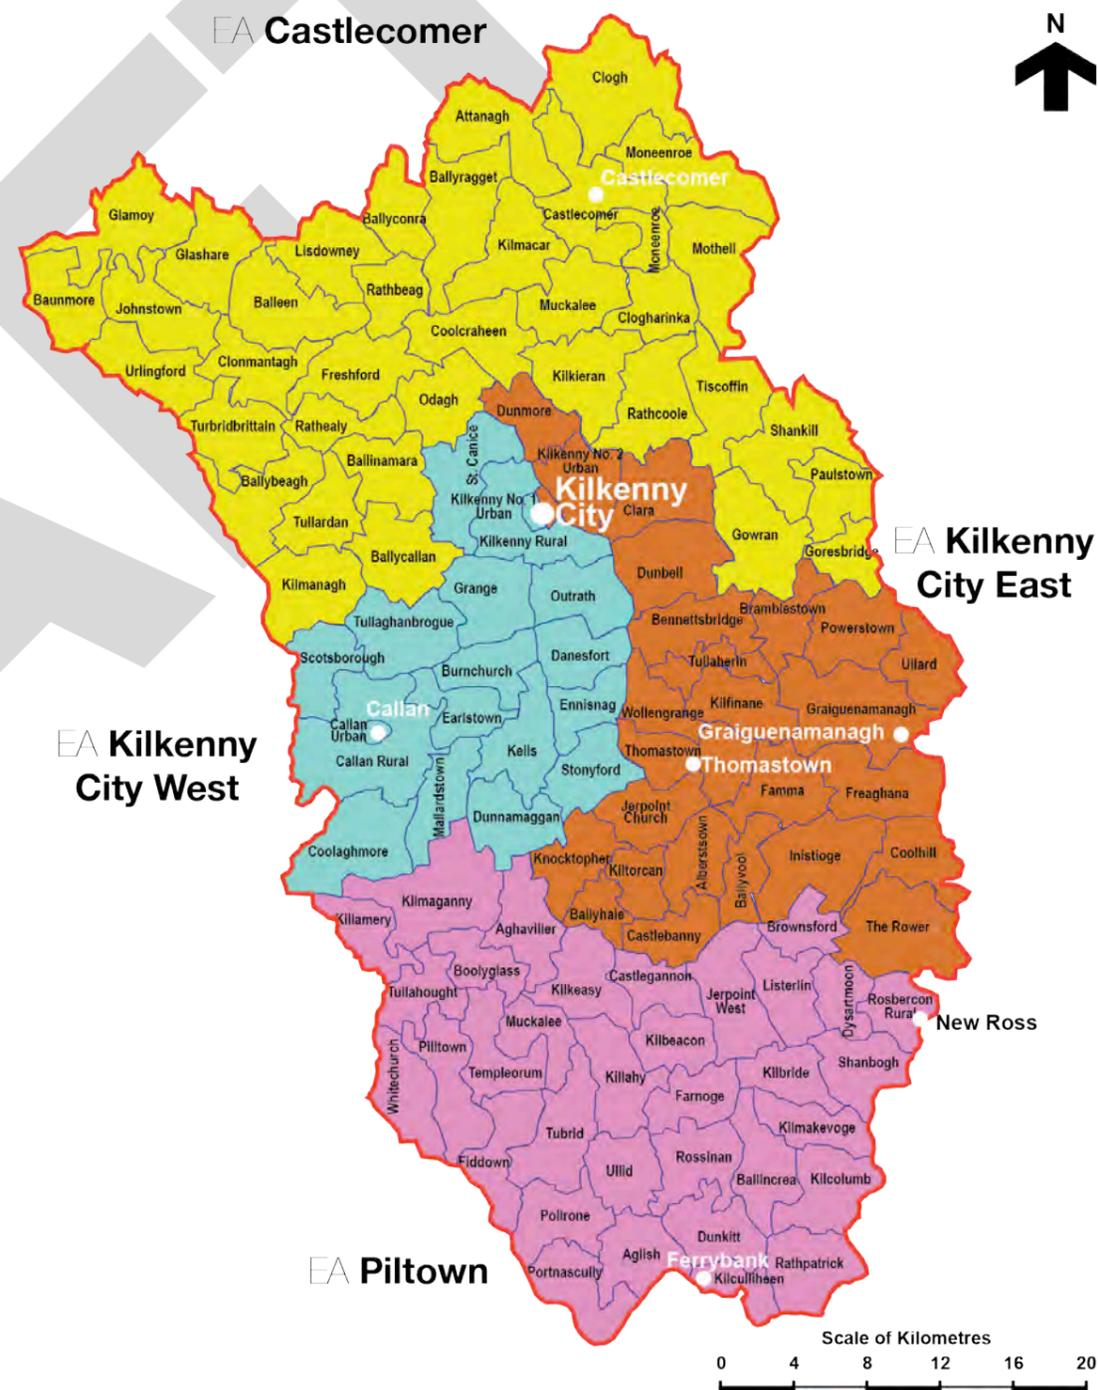 EA Castlecomer
N
Clogh
Attanagh
Moneenroe
Ballyragget
Castlecomer
Glamoy
Ballyconra
Castlecomer
Moneenroe
Glashare
Lisdowney
Kilmacar
Mothell
Baunmore
Johnstown
Balleen
Rathbeag
Muckalee
Clogharinka
Coolcraheen
Urlingford
Clonmantagh
Freshford
Kilkieran
Tiscoffin
Odagh
Dunmore
Rathcoole
Turbridbrittain
Rathealy
Shankill
St. Canice
Kilkenny No. 2
Urban
Ballinamara
Paulstown
Ballybeagh
Kilkenny
City
Kilkenny No. 1
Urban
Clara
Tullardan
Gowran
Kilkenny Rural
Goresbridge
EA Kilkenny
City East
Ballycallan
Dunbell
Kilmanagh
Grange
Outrath
Bramblestown
Tullaghanbrogue
Bennettsbridge
Powerstown
Scotsborough
Danesfort
Tullaherin
Ullard
Burnchurch
Callan
Ennisnag
Kilfinane
Wollengrange
Graiguenamanagh
Earlstown
Callan
Urban
Graiguenamanagh
EA Kilkenny
City West
Kells
Thomastown
Thomastown
Callan Rural
Stonyford
Mallardstown
Famma
Freaghana
Jerpoint
Church
Dunnamaggan
Coolaghmore
Knocktopher
Kiltorcan
Alberstsown
Ballyvool
Inistioge
Coolhill
Kilmaganny
Killamery
Ballyhale
Aghavilier
Castlebanny
Brownsford
The Rower
Boolyglass
Castlegannon
Tullahought
Kilkeasy
Jerpoint
West
Listerlin
Dysartmoon
Rosbercon
Rural
New Ross
Muckalee
Kilbeacon
Pilltown
Whitechurch
Templeorum
Killahy
Kilbride
Shanbogh
Farnoge
Tubrid
Kilmakevoge
Fiddown
Ullid
Rossinan
Ballincrea
Kilcolumb
Pollrone
Dunkitt
EA Piltown
Portnascully
Aglish
Ferrybank
Rathpatrick
Kilculliheen
Scale of Kilometres
0 4 8 12 16 20